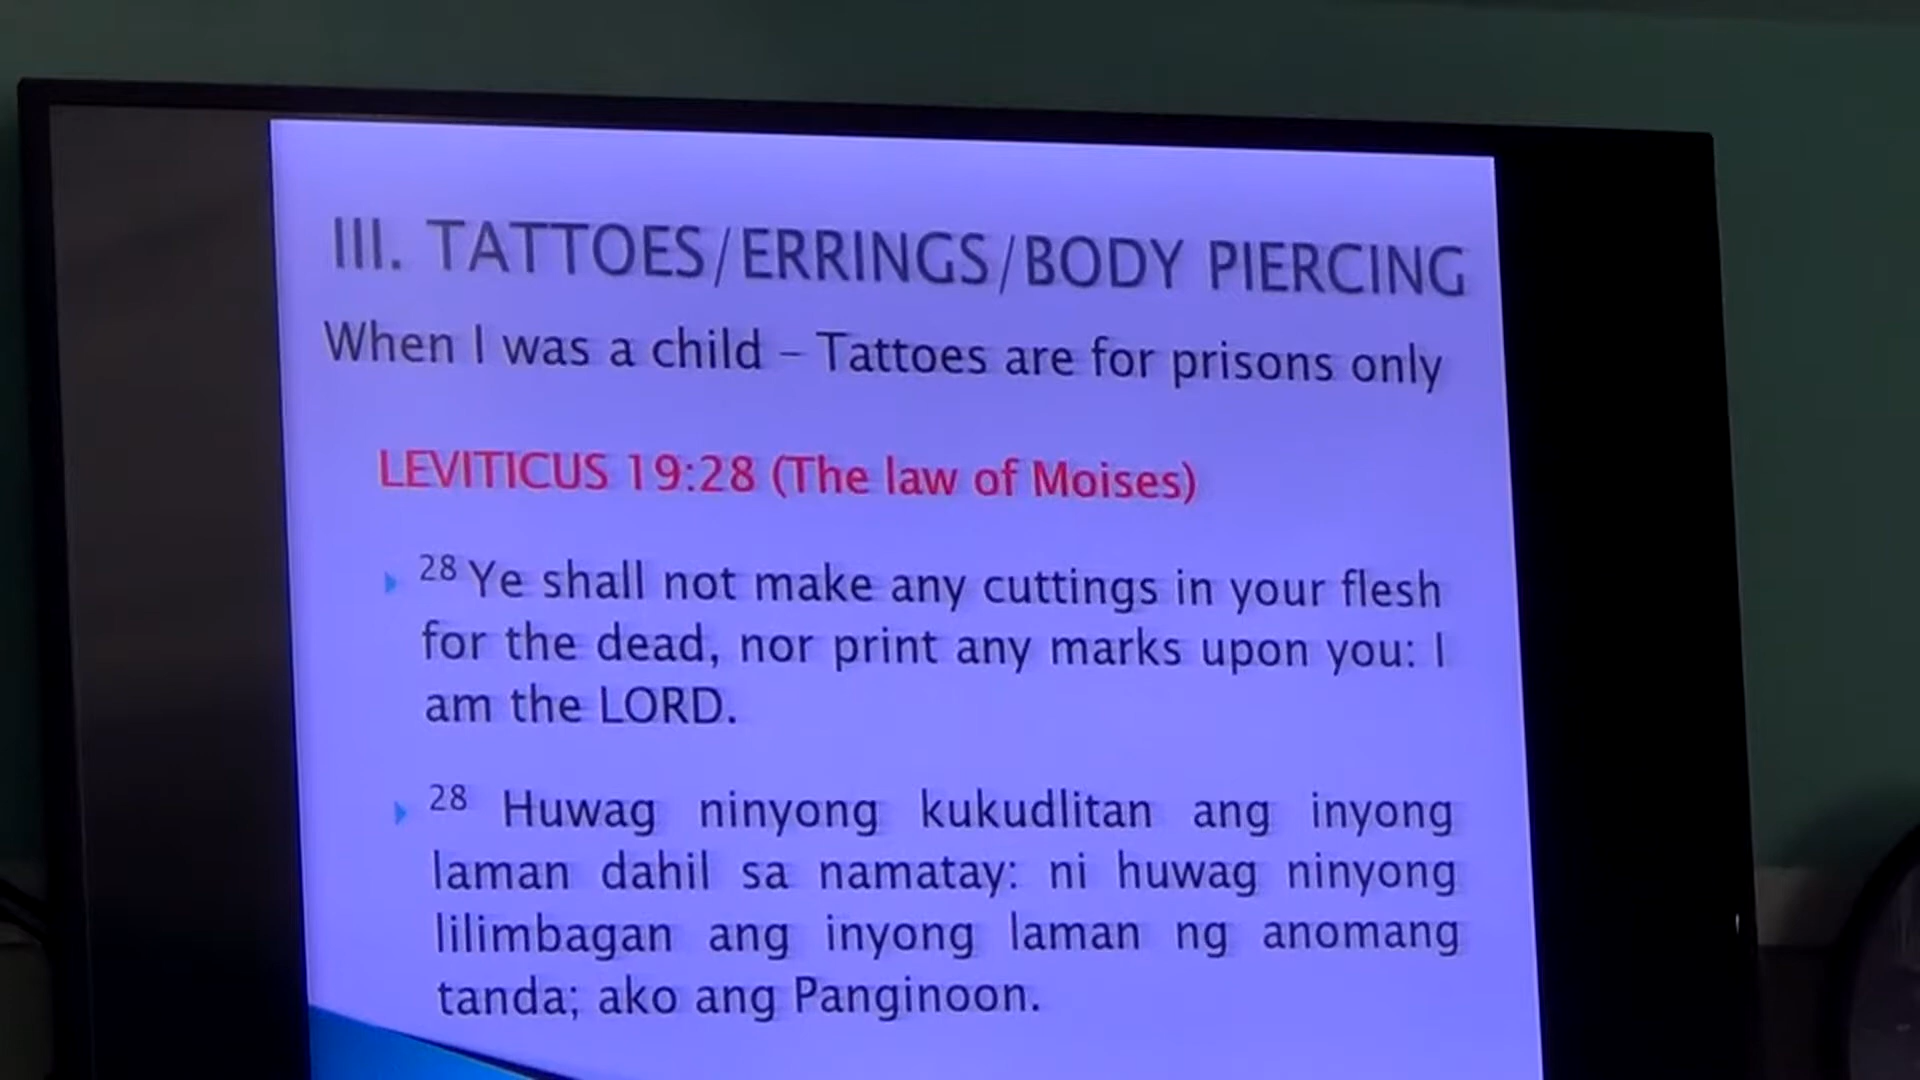 III. TATTOES/ERRINGS/BODY PIERCING
When I was a child – Tattoes are for prisons only
LEVITICUS 19:28 (The law of Moises)
28 Ye shall not make any cuttings in your flesh
for the dead, nor print any marks upon you: I
am the LORD.
28 Huwag ninyong kukudlitan ang inyong
laman dahil sa namatay: ni huwag ninyong
lilimbagan ang inyong laman ng anomang
tanda; ako ang Panginoon.